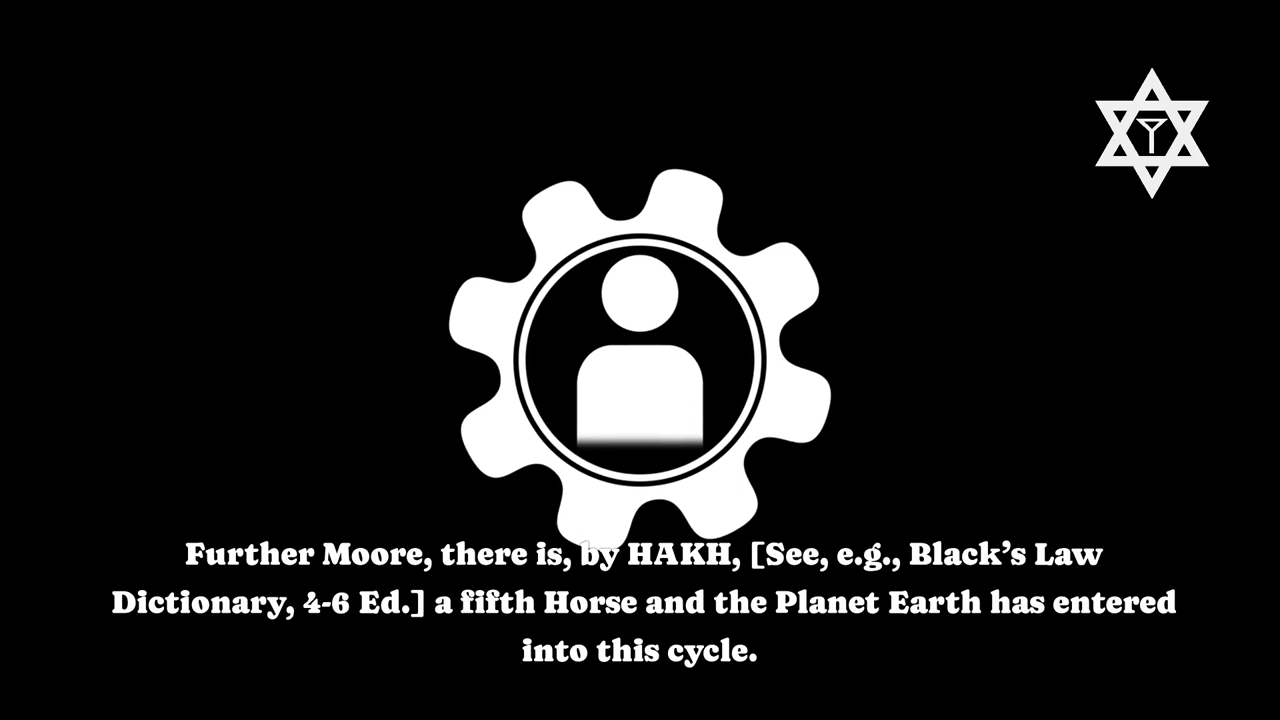 Further Moore, there is, by HAKH, [See, e.g., Black’s Law
Dictionary, 4-6 Ed.] a fifth Horse and the Planet Earth has entered
into this cycle.